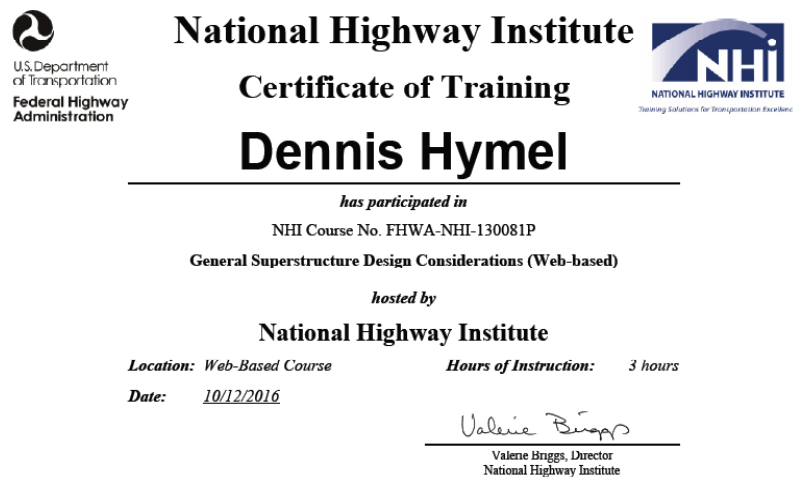 U.S. Department
of Transportation
Federal Highway
Administration
National Highway Institute
Certificate of Training
NHi
NATIONAL HIGHWAY INSTITUTE
Training Solutions for Transportation Excellenc
Dennis Hymel
has participated in
NHI Course No. FHWA-NHI-130081P
General Superstructure Design Considerations (Web-based)
hosted by
National Highway Institute
Location: Web-Based Course Hours of Instruction: 3 hours
Date: 10/12/2016
Valerie Briggs
Valerie Briggs, Director
National Highway Institute